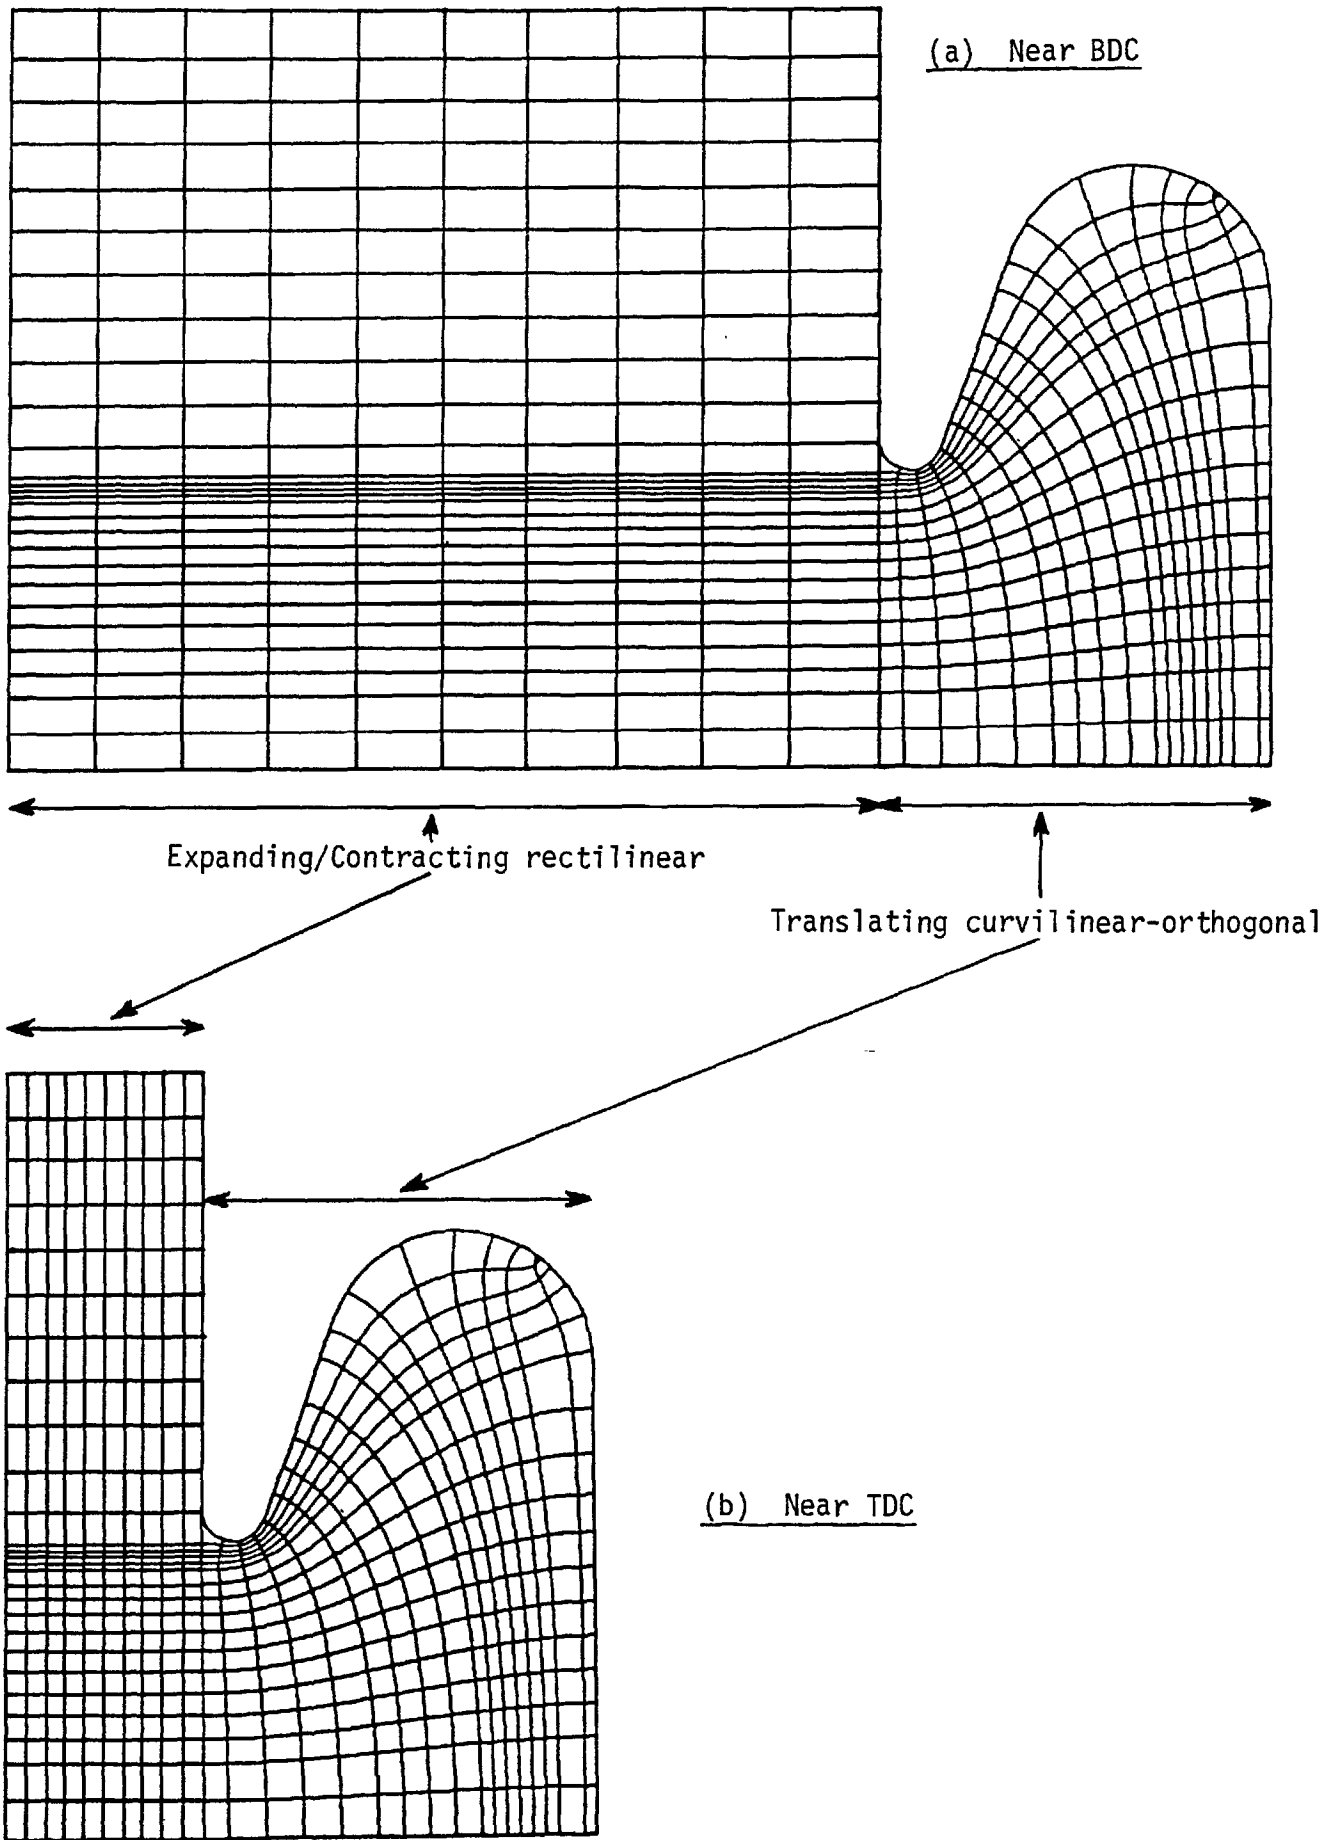 (a) Near BDC
Expanding/Contracting rectilinear
Translating curvilinear-orthogonal
(b) Near TDC